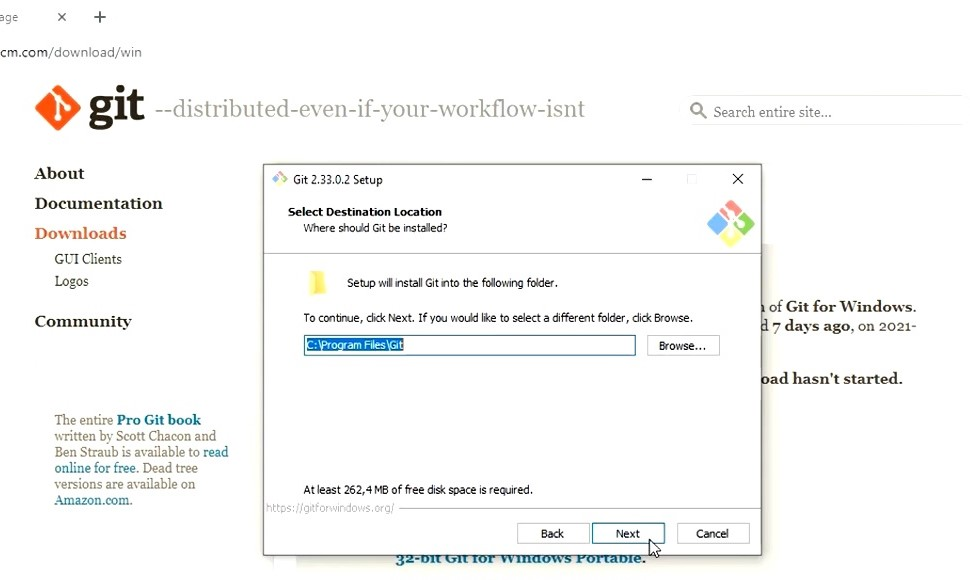 age
cm.com/download/win
git --distributed-even-if-your-workflow-isnt
Search entire site...
About
Documentation
Downloads
GUI Clients
Logos
Community
The entire Pro Git book
written by Scott Chacon and
Ben Straub is available to read
online for free. Dead tree
versions are available on
Amazon.com.
Git 2.33.0.2 Setup
Select Destination Location
Where should Git be installed?
Setup will install Git into the following folder.
To continue, click Next. If you would like to select a different folder, click Browse.
C:\Program Files\Git
Browse...
At least 262,4 MB of free disk space is required.
https://gitforwindows.org/
Back
Next
Cancel
of Git for Windows.
7 days ago, on 2021-
oad hasn't started.
32-bit Git for Windows Portable.